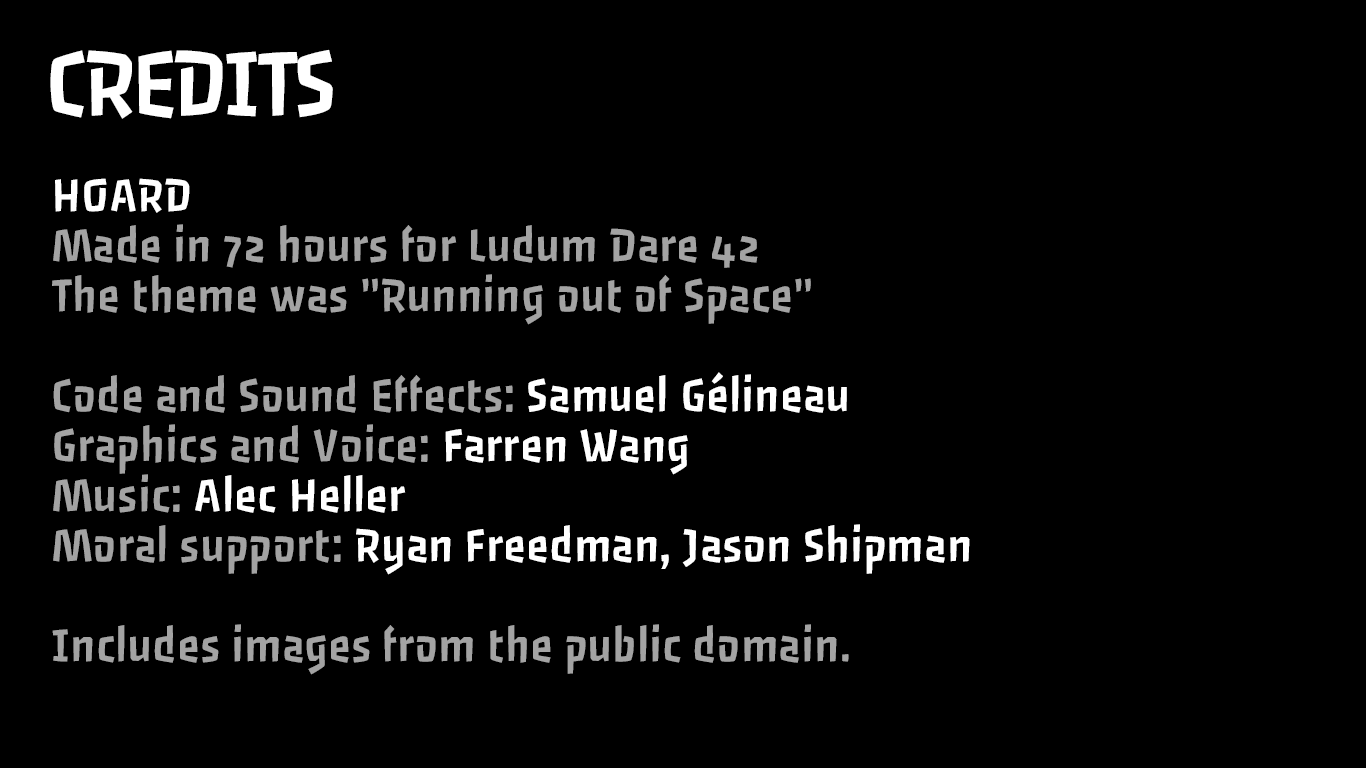 CREDITS
HOARD
Made in 72 hours for Ludum Dare 42
The theme was "Running out of Space"
Code and Sound Effects: Samuel Gélineau
Graphics and Voice: Farren Wang
Music: Alec Heller
Moral support: Ryan Freedman, Jason Shipman
Includes images from the public domain.